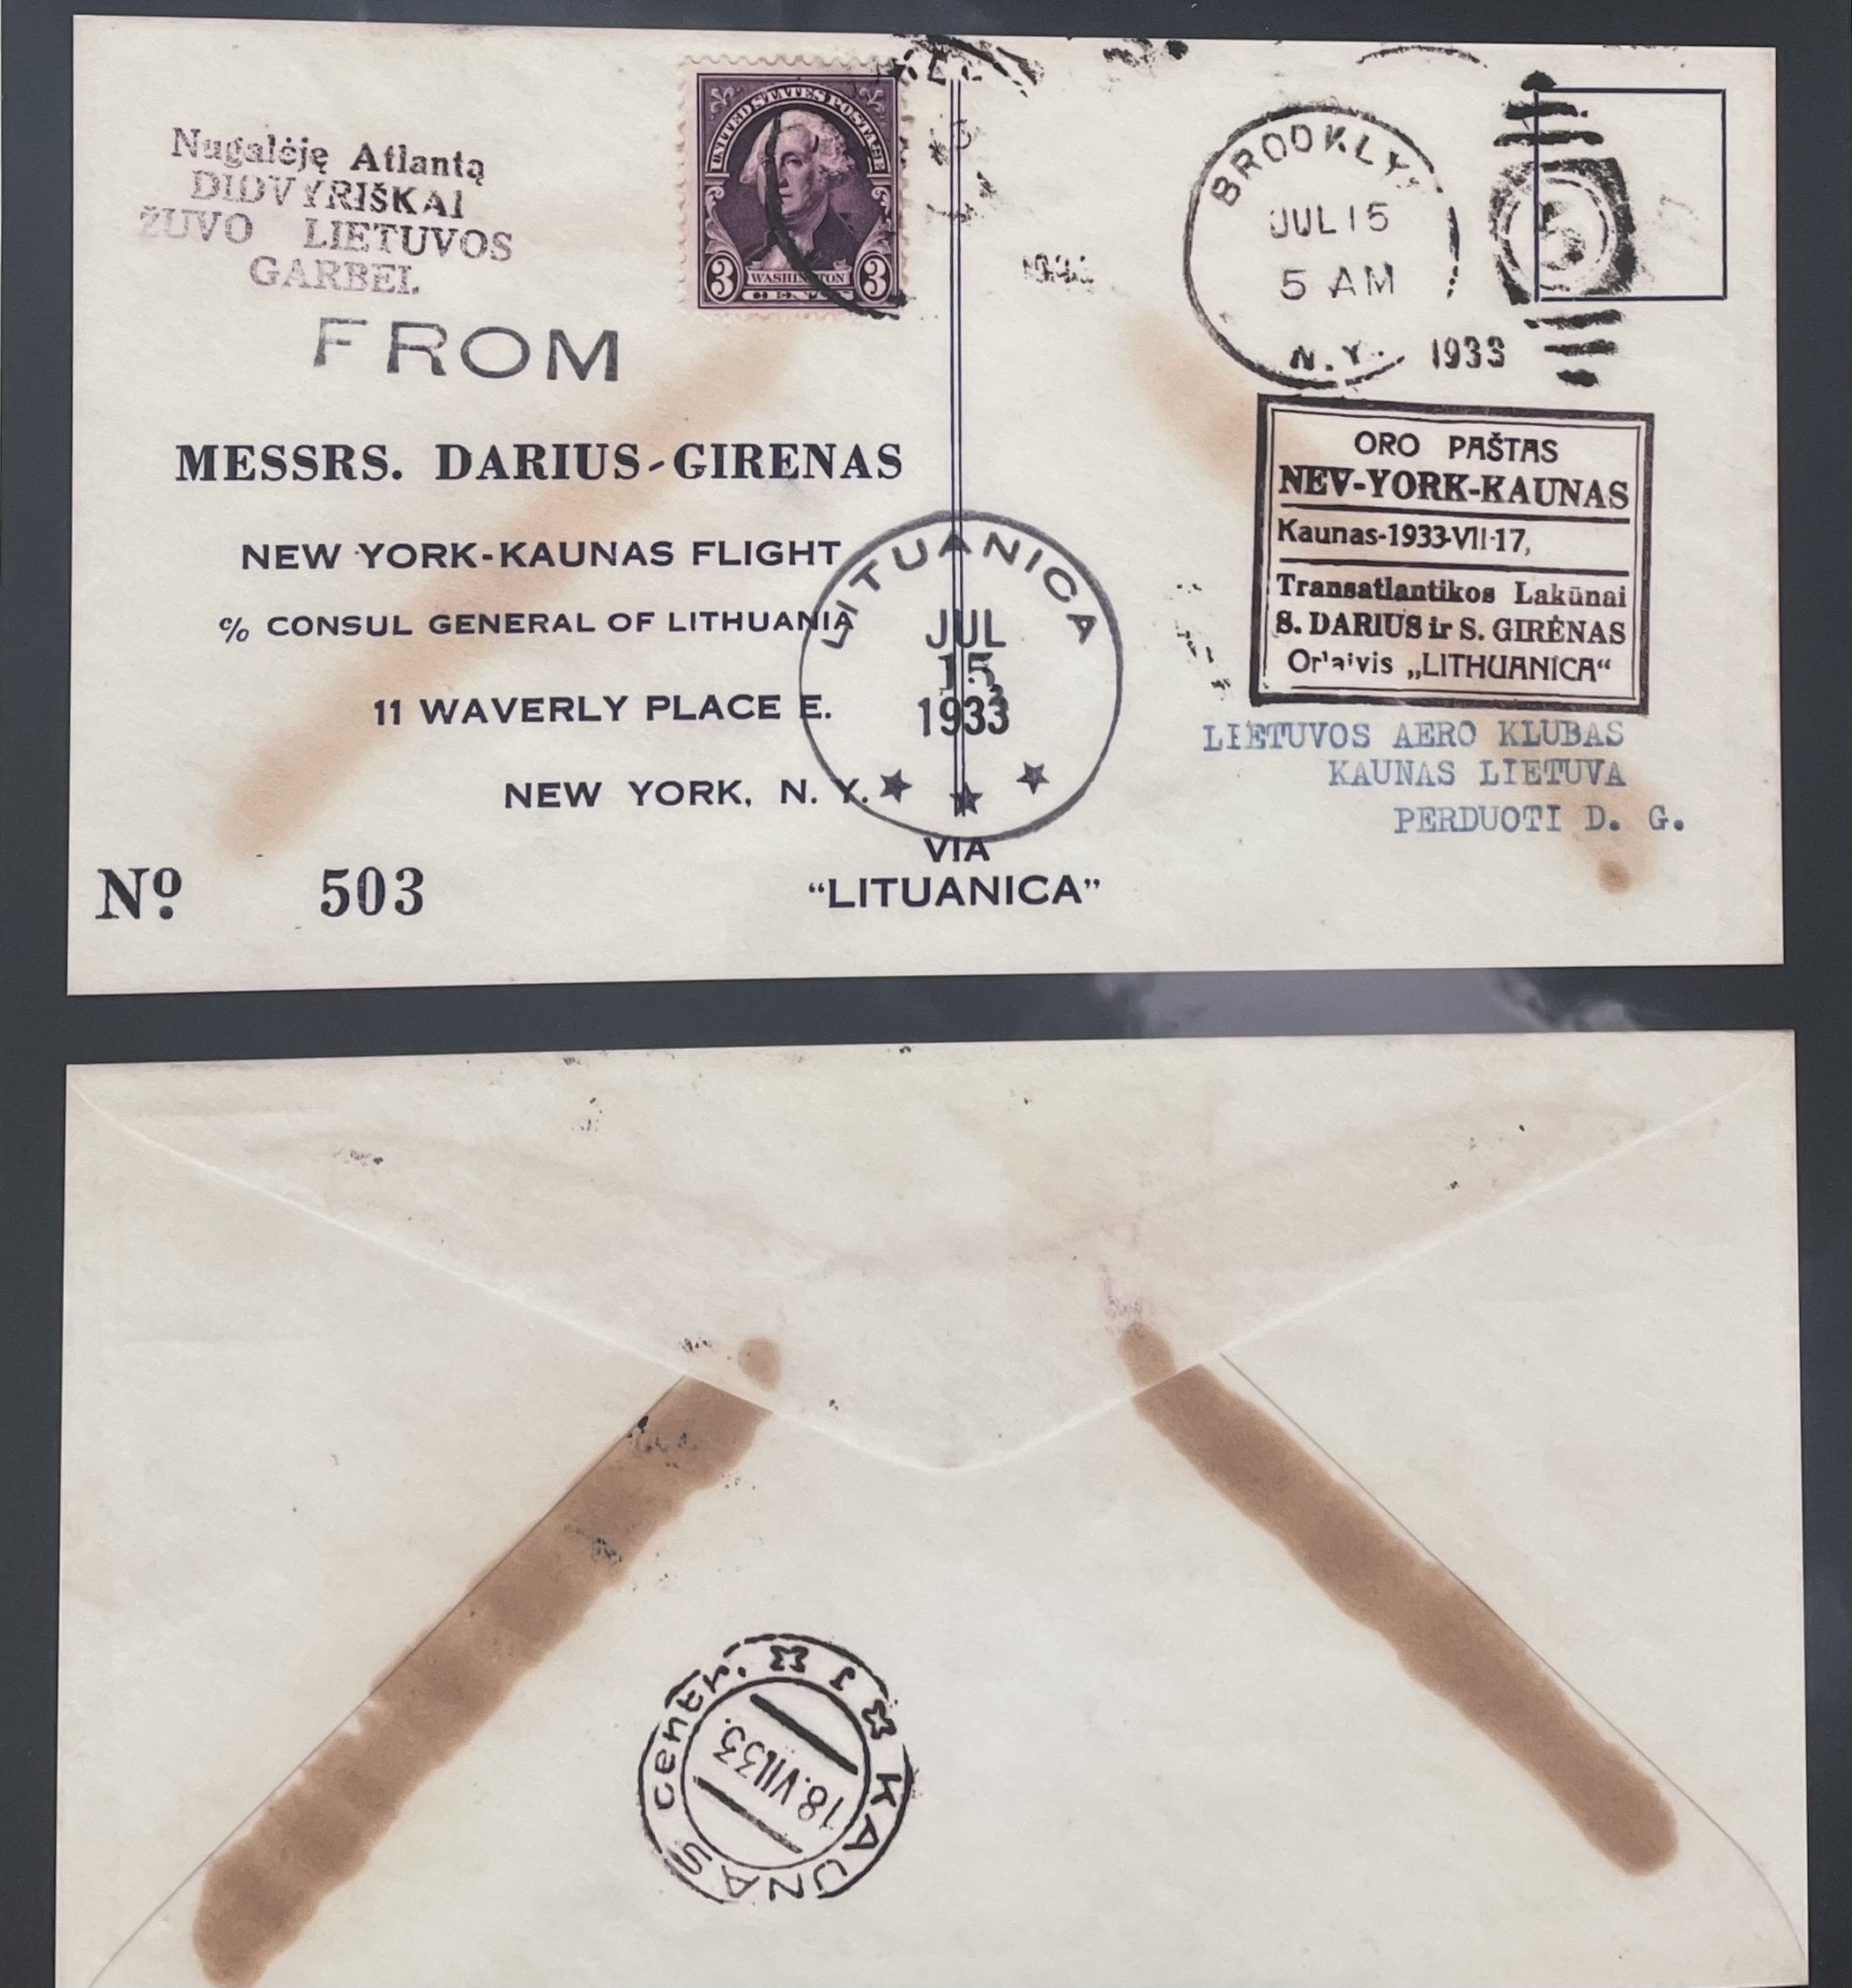 Nugalėję Atlantą
DIDVYRIŠKAI
ŽUVO LIETUVOS
GARBEI.
FROM
MESSRS. DARIUS-GIRENAS
NEW YORK-KAUNAS FLIGHT
c/o CONSUL GENERAL OF LITHUANIA
11 WAVERLY PLACE E.
NEW YORK, N. Y.
Nº 503
UNITED STATES POSTAGE
3 WASHINGTON 3
CENTS
LITUANICA
JUL
15,
1933
VIA
“LITUANICA”
BROOKLYN
JUL 15
5 AM
N.Y. 1933
5
ORO PAŠTAS
NEV-YORK-KAUNAS
Kaunas-1933-VII-17,
Transatlantikos Lakūnai
S. DARIUS ir S. GIRĖNAS
Orlaivis „LITHUANICA“
LIETUVOS AERO KLUBAS
KAUNAS LIETUVA
PERDUOTI D. G.
KAUNAS centr. 1
18.VII.33.